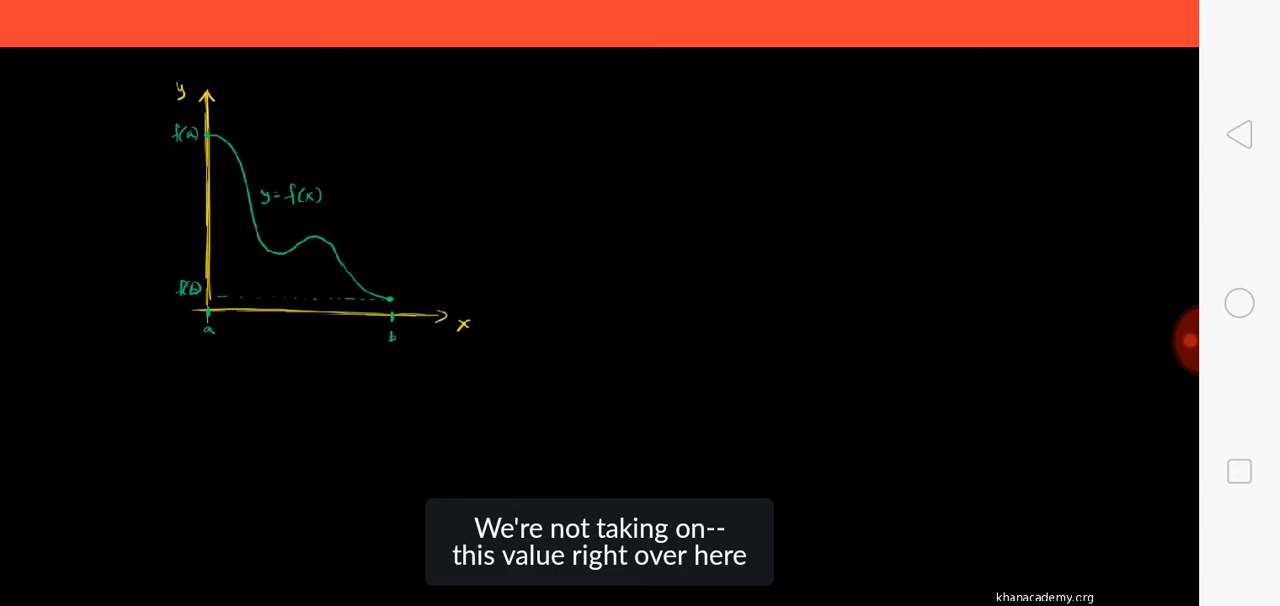 y
f(a)
y=f(x)
f(b)
a
b
x
We're not taking on--
this value right over here
khanacademy.org